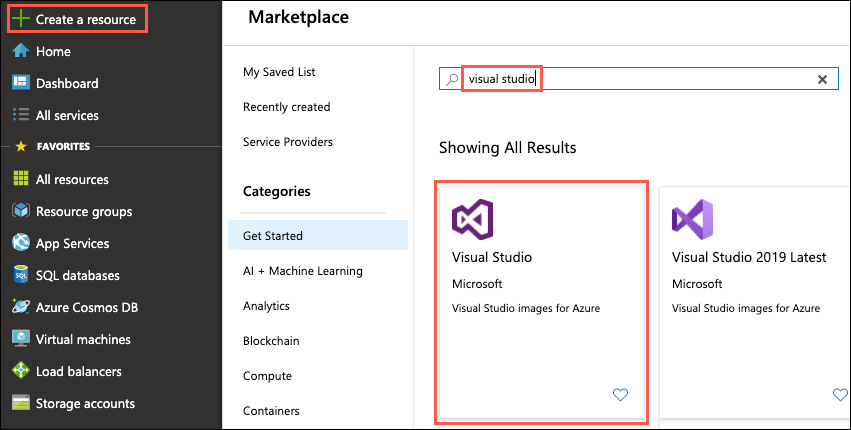 Create a resource
Home
Dashboard
All services
FAVORITES
All resources
Resource groups
App Services
SQL databases
Azure Cosmos DB
Virtual machines
Load balancers
Storage accounts
Marketplace
My Saved List
Recently created
Service Providers
Categories
Get Started
AI + Machine Learning
Analytics
Blockchain
Compute
Containers
visual studio
Showing All Results
Visual Studio
Microsoft
Visual Studio images for Azure
Visual Studio 2019 Latest
Microsoft
Visual Studio images for Azure